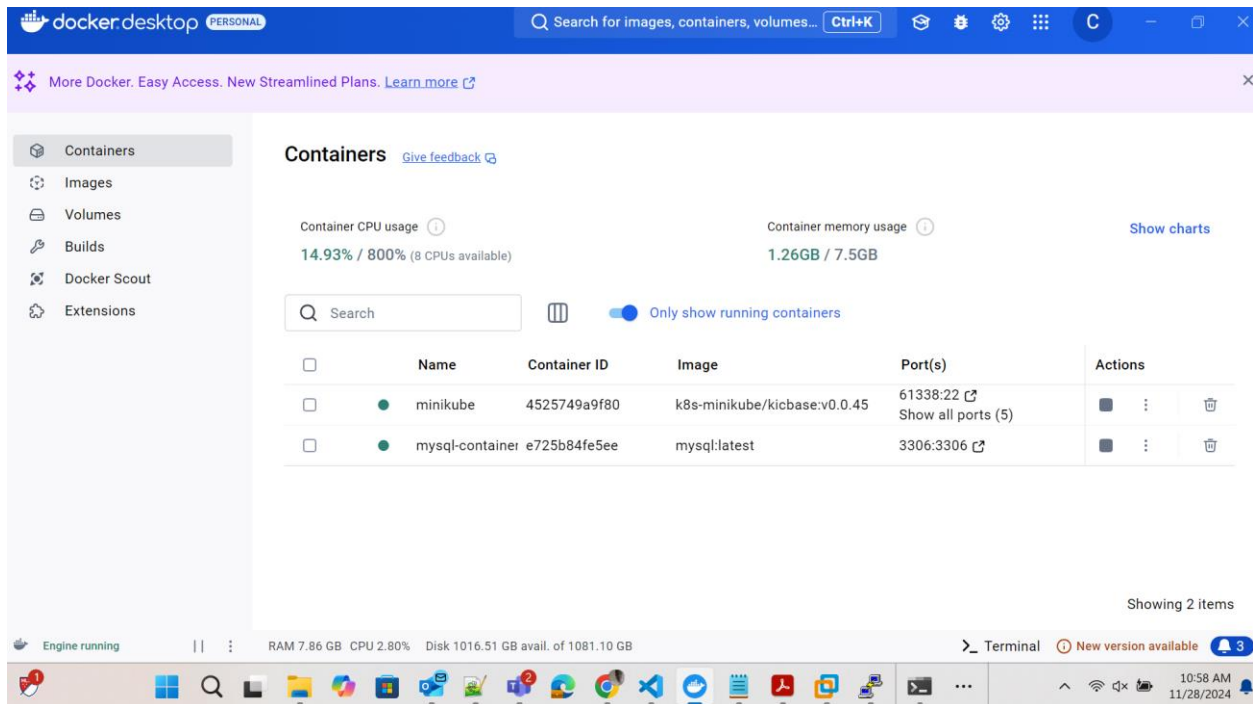 docker.desktop PERSONAL
Search for images, containers, volumes... Ctrl+K
C
More Docker. Easy Access. New Streamlined Plans. Learn more
Containers
Images
Volumes
Builds
Docker Scout
Extensions
Containers Give feedback
Container CPU usage
14.93% / 800% (8 CPUs available)
Container memory usage
1.26GB / 7.5GB
Show charts
Search
Only show running containers
Name Container ID Image Port(s) Actions
minikube 4525749a9f80 k8s-minikube/kicbase:v0.0.45 61338:22
Show all ports (5)
mysql-container e725b84fe5ee mysql:latest 3306:3306
Showing 2 items
Engine running RAM 7.86 GB CPU 2.80% Disk 1016.51 GB avail. of 1081.10 GB >_ Terminal New version available 3
1
2
10:58 AM
11/28/2024